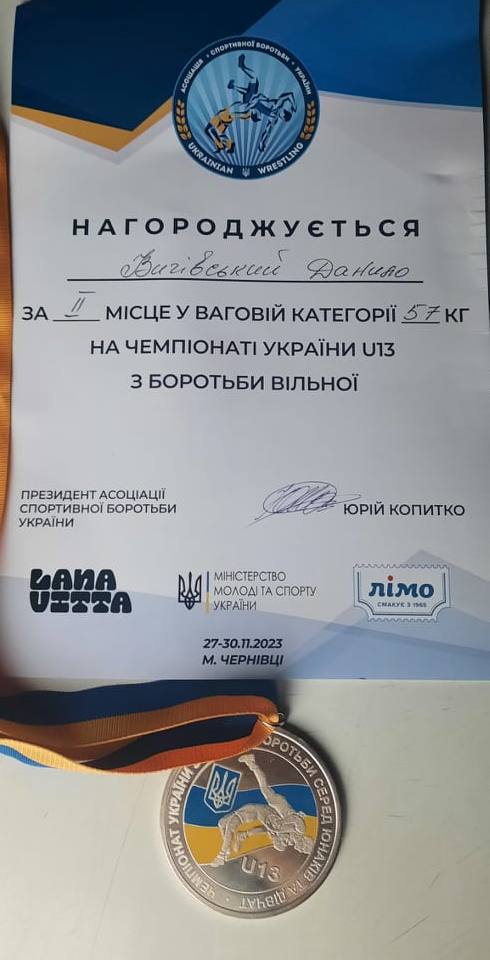 АСОЦІАЦІЯ • СПОРТИВНОЇ БОРОТЬБИ • УКРАЇНИ
UKRAINIAN WRESTLING
НАГОРОДЖУЄТЬСЯ
Вигівський Данило
ЗА II МІСЦЕ У ВАГОВІЙ КАТЕГОРІЇ 57 КГ
НА ЧЕМПІОНАТІ УКРАЇНИ U13
З БОРОТЬБИ ВІЛЬНОЇ
ПРЕЗИДЕНТ АСОЦІАЦІЇ
СПОРТИВНОЇ БОРОТЬБИ
УКРАЇНИ
ЮРІЙ КОПИТКО
LANA
VITTA
МІНІСТЕРСТВО
МОЛОДІ ТА СПОРТУ
УКРАЇНИ
лімо
СМАКУЄ З 1965
27-30.11.2023
М. ЧЕРНІВЦІ
ЧЕМПІОНАТ УКРАЇНИ БОРОТЬБИ СЕРЕД ЮНАКІВ ТА ДІВЧАТ
U13